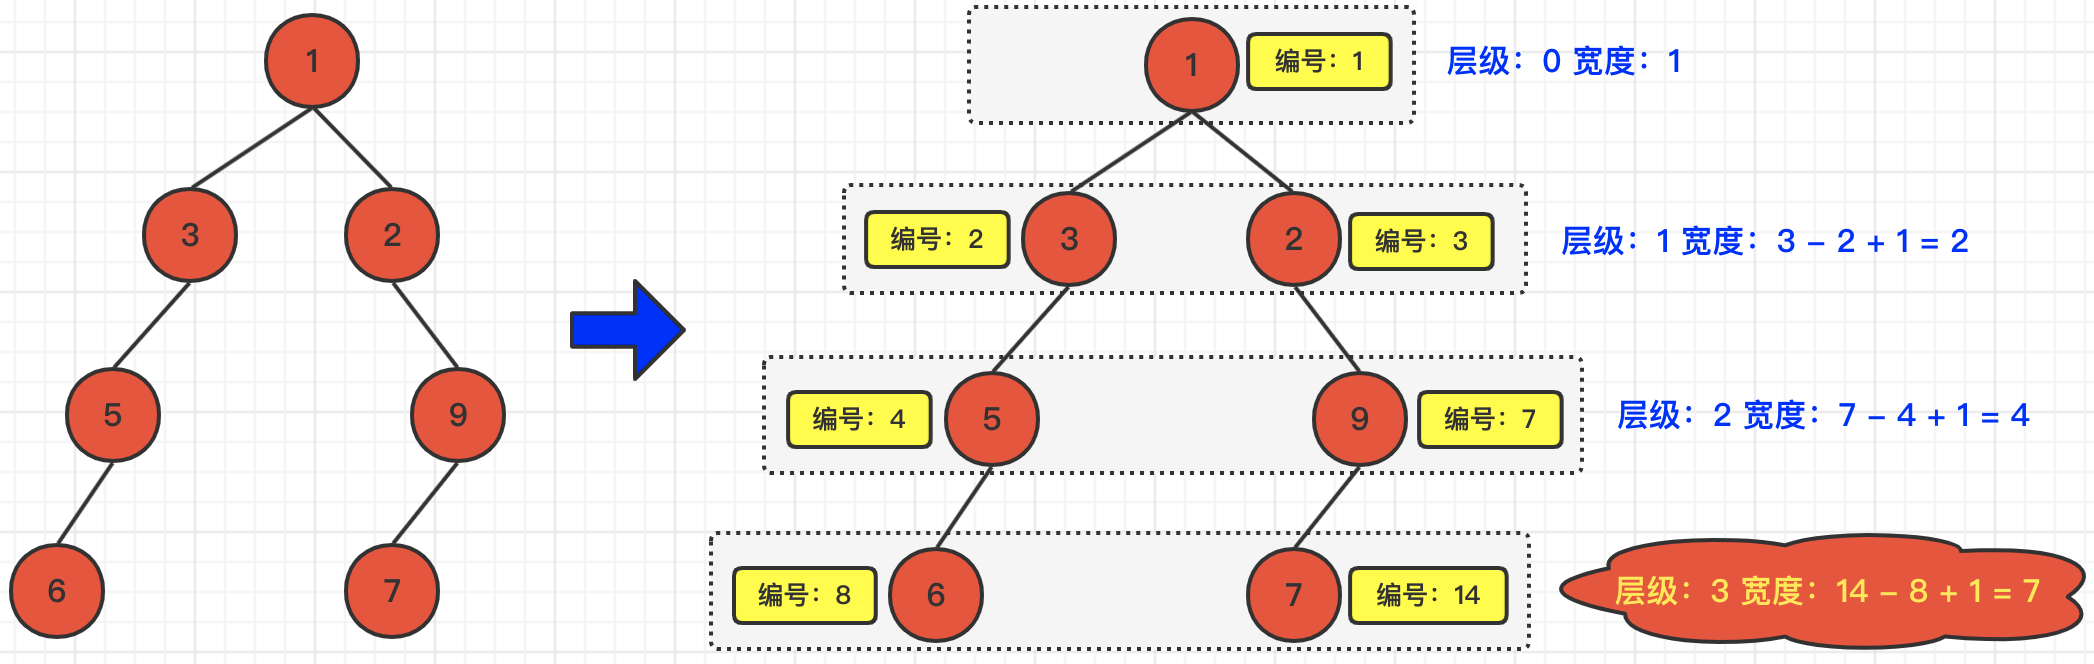 1
3
2
5
9
6
7
1 编号：1 层级：0 宽度：1
编号：2 3 2 编号：3 层级：1 宽度：3 - 2 + 1 = 2
编号：4 5 9 编号：7 层级：2 宽度：7 - 4 + 1 = 4
编号：8 6 7 编号：14 层级：3 宽度：14 - 8 + 1 = 7